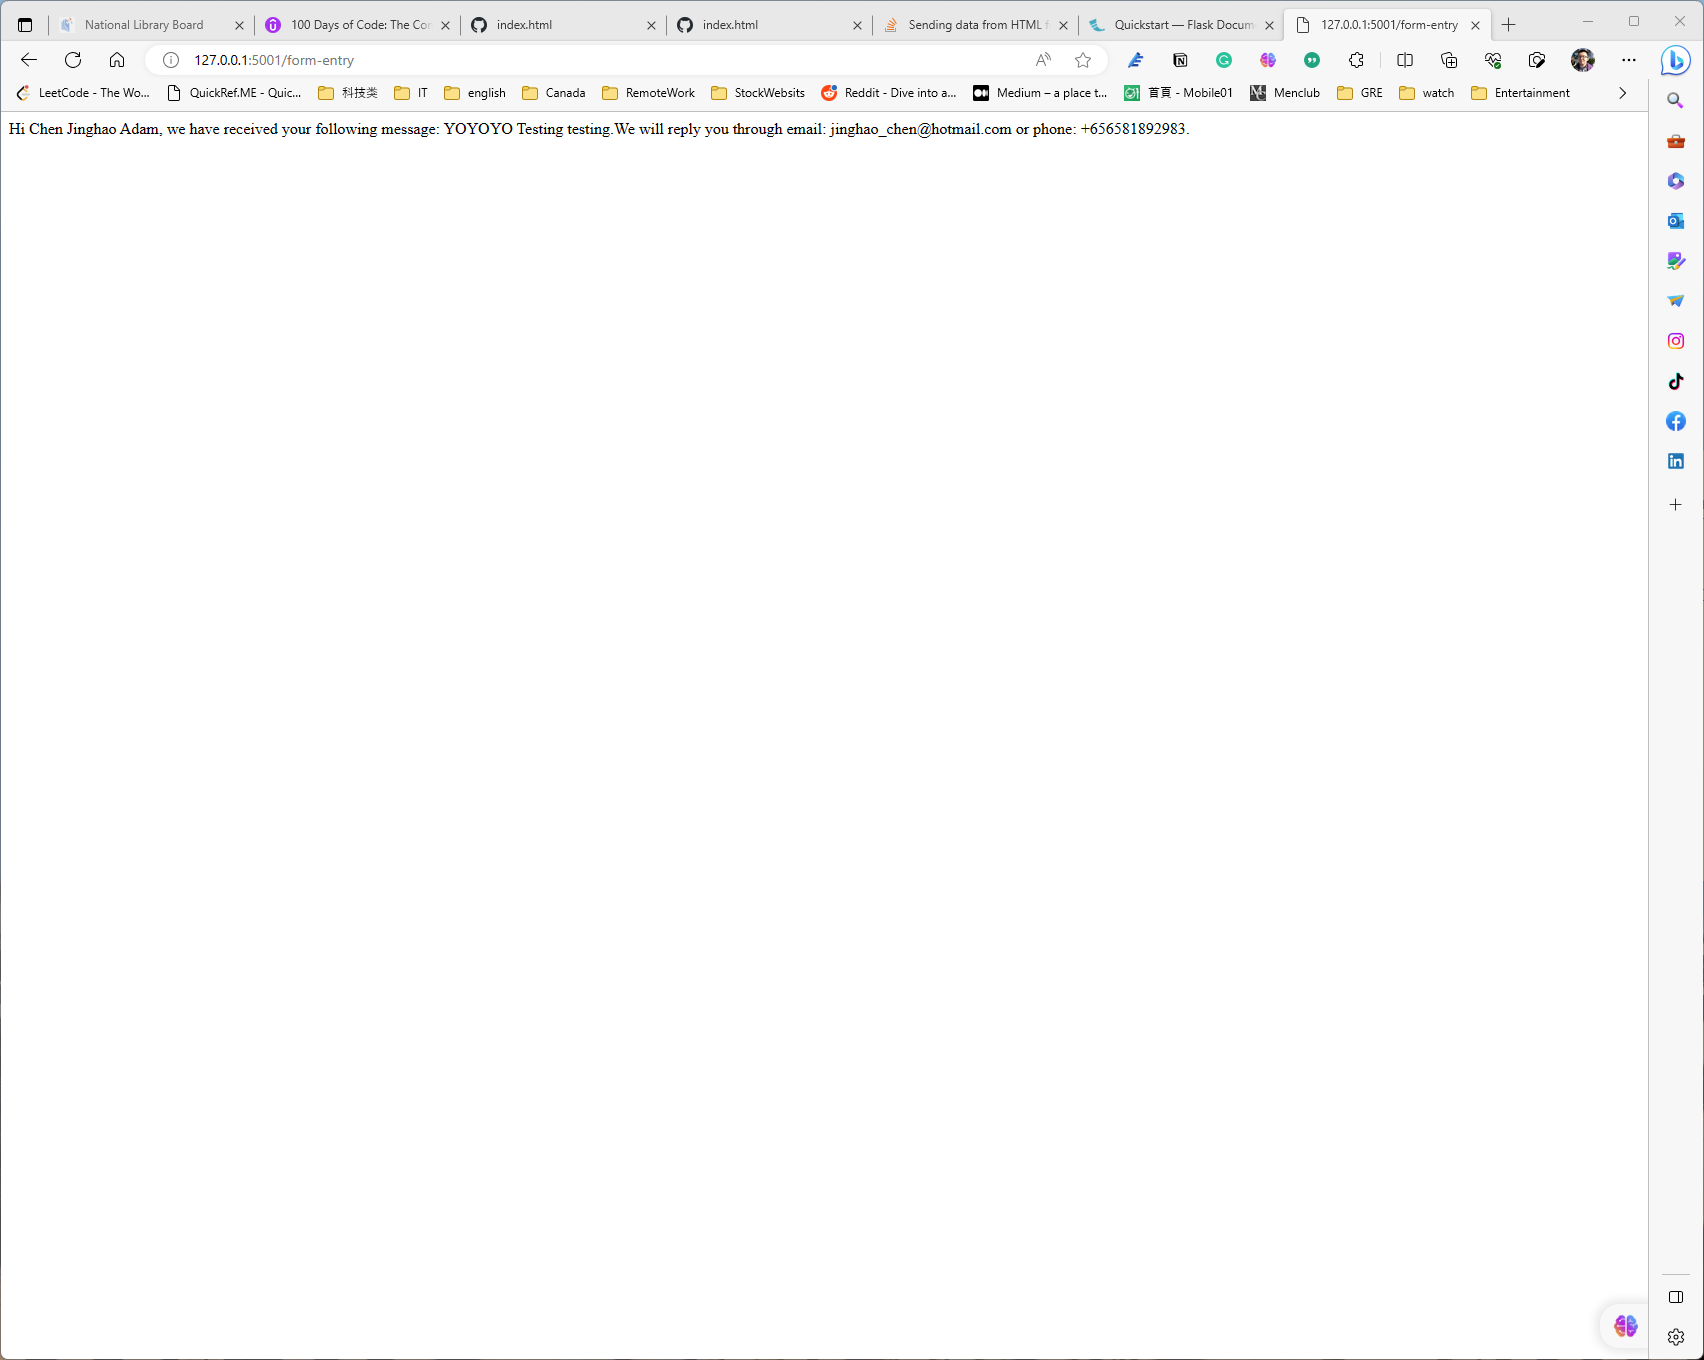 National Library Board
100 Days of Code: The Cor
index.html
index.html
Sending data from HTML f
Quickstart — Flask Docum
127.0.0.1:5001/form-entry
127.0.0.1:5001/form-entry
LeetCode - The Wo...
QuickRef.ME - Quic...
科技类
IT
english
Canada
RemoteWork
StockWebsits
Reddit - Dive into a...
Medium – a place t...
首頁 - Mobile01
Menclub
GRE
watch
Entertainment
Hi Chen Jinghao Adam, we have received your following message: YOYOYO Testing testing.We will reply you through email: jinghao_chen@hotmail.com or phone: +656581892983.